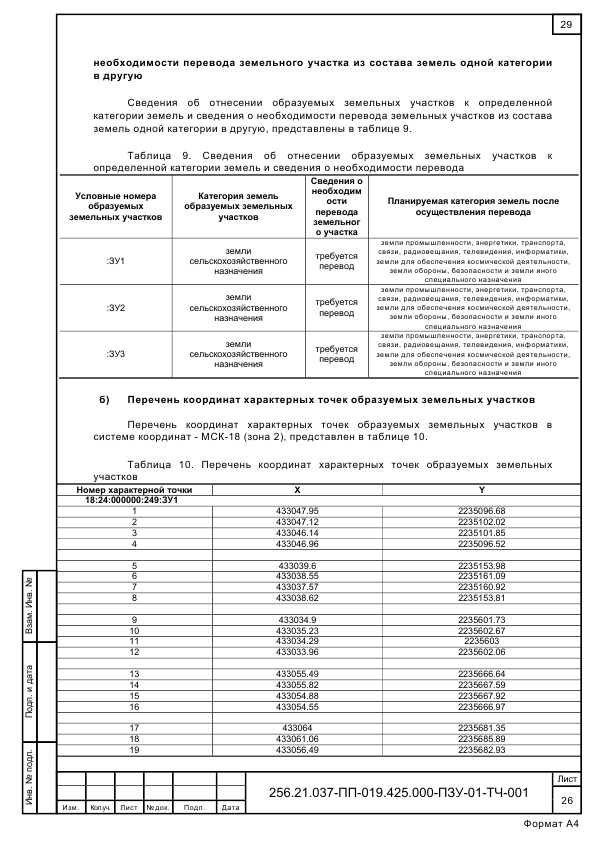 29
необходимости перевода земельного участка из состава земель одной категории
в другую
Сведения об отнесении образуемых земельных участков к определенной
категории земель и сведения о необходимости перевода земельных участков из состава
земель одной категории в другую, представлены в таблице 9.
Таблица 9. Сведения об отнесении образуемых земельных участков к
определенной категории земель и сведения о необходимости перевода
Условные номера
образуемых
земельных участков
Категория земель
образуемых земельных
участков
Сведения о
необходим
ости
перевода
земельног
о участка
Планируемая категория земель после
осуществления перевода
:ЗУ1
земли
сельскохозяйственного
назначения
требуется
перевод
земли промышленности, энергетики, транспорта,
связи, радиовещания, телевидения, информатики,
земли для обеспечения космической деятельности,
земли обороны, безопасности и земли иного
специального назначения
:ЗУ2
земли
сельскохозяйственного
назначения
требуется
перевод
земли промышленности, энергетики, транспорта,
связи, радиовещания, телевидения, информатики,
земли для обеспечения космической деятельности,
земли обороны, безопасности и земли иного
специального назначения
:ЗУ3
земли
сельскохозяйственного
назначения
требуется
перевод
земли промышленности, энергетики, транспорта,
связи, радиовещания, телевидения, информатики,
земли для обеспечения космической деятельности,
земли обороны, безопасности и земли иного
специального назначения
б) Перечень координат характерных точек образуемых земельных участков
Перечень координат характерных точек образуемых земельных участков в
системе координат - МСК-18 (зона 2), представлен в таблице 10.
Таблица 10. Перечень координат характерных точек образуемых земельных
участков
Номер характерной точки X Y
18:24:000000:249:ЗУ1
1 433047.95 2235096.68
2 433047.12 2235102.02
3 433046.14 2235101.85
4 433046.96 2235096.52
5 433039.6 2235153.98
6 433038.55 2235161.09
7 433037.57 2235160.92
8 433038.62 2235153.81
9 433034.9 2235601.73
10 433035.23 2235602.67
11 433034.29 2235603
12 433033.96 2235602.06
13 433055.49 2235666.64
14 433055.82 2235667.59
15 433054.88 2235667.92
16 433054.55 2235666.97
17 433064 2235681.35
18 433061.06 2235685.89
19 433056.49 2235682.93
Взам. Инв. №
Подп. и дата
Инв. № подл.
Изм. Кол.уч. Лист №док. Подп. Дата
256.21.037-ПП-019.425.000-ПЗУ-01-ТЧ-001
Лист
26
Формат А4